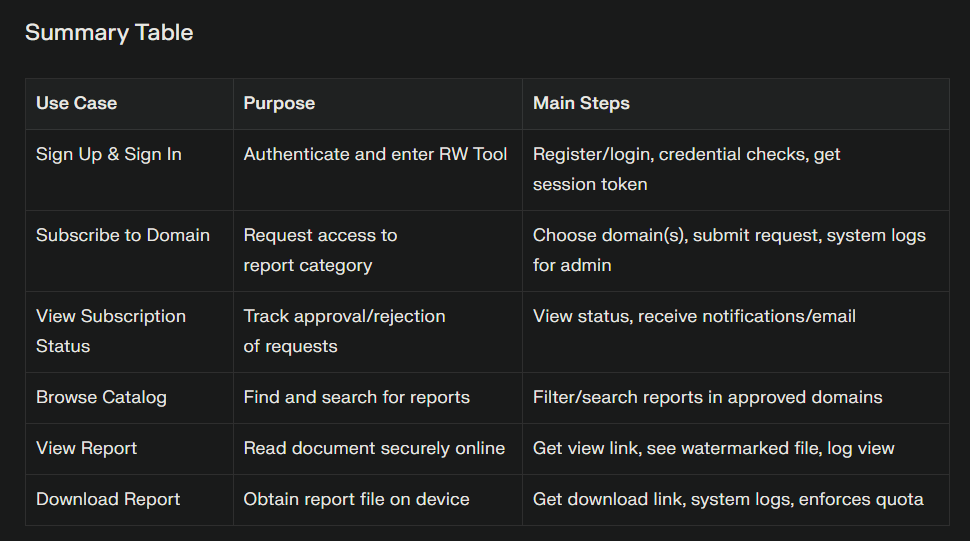 Summary Table
Use Case Purpose Main Steps
Sign Up & Sign In Authenticate and enter RW Tool Register/login, credential checks, get
session token
Subscribe to Domain Request access to Choose domain(s), submit request, system logs
report category for admin
View Subscription Track approval/rejection View status, receive notifications/email
Status of requests
Browse Catalog Find and search for reports Filter/search reports in approved domains
View Report Read document securely online Get view link, see watermarked file, log view
Download Report Obtain report file on device Get download link, system logs, enforces quota